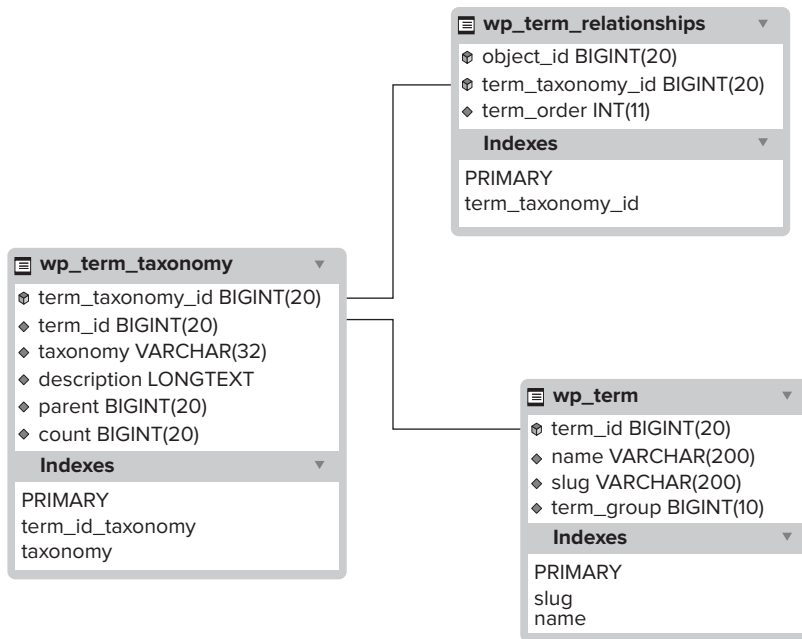 wp_term_relationships
object_id BIGINT(20)
term_taxonomy_id BIGINT(20)
term_order INT(11)
Indexes
PRIMARY
term_taxonomy_id
wp_term_taxonomy
term_taxonomy_id BIGINT(20)
term_id BIGINT(20)
taxonomy VARCHAR(32)
description LONGTEXT
parent BIGINT(20)
count BIGINT(20)
Indexes
PRIMARY
term_id_taxonomy
taxonomy
wp_term
term_id BIGINT(20)
name VARCHAR(200)
slug VARCHAR(200)
term_group BIGINT(10)
Indexes
PRIMARY
slug
name